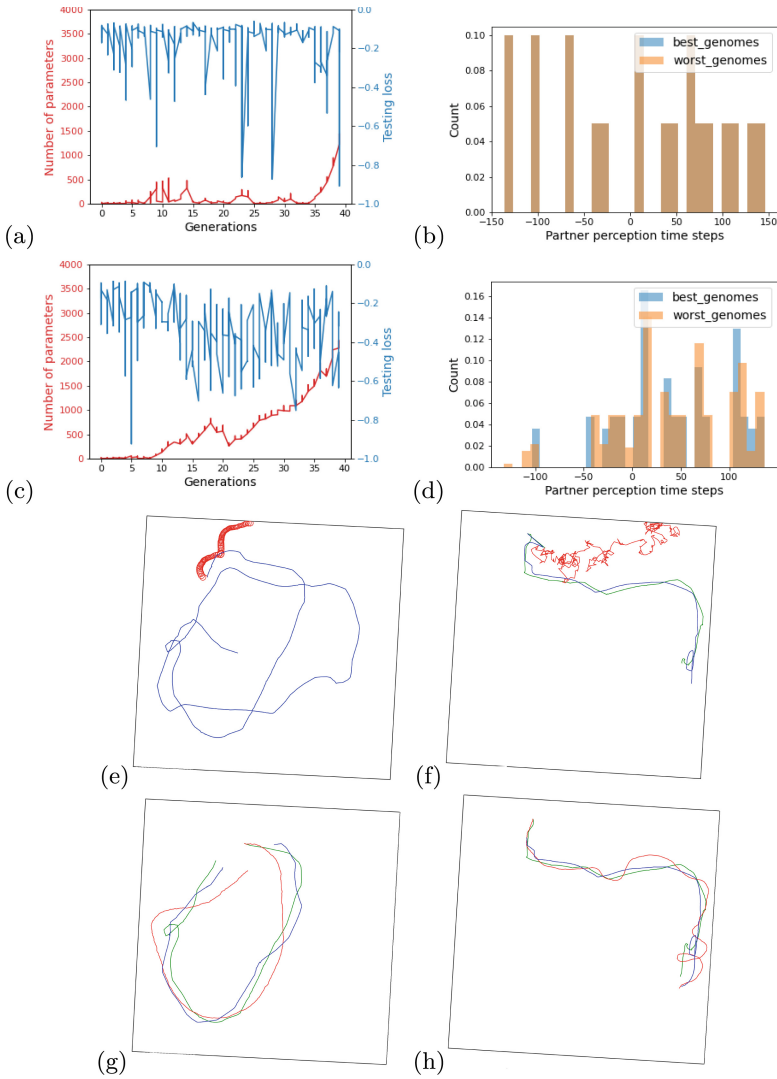 4000
3500
3000
2500
2000
1500
1000
500
0
Number of parameters
0.0
−0.2
−0.4
−0.6
−0.8
−1.0
Testing loss
0 5 10 15 20 25 30 35 40
Generations
(a)
best_genomes
worst_genomes
0.10
0.08
0.06
0.04
0.02
0.00
Count
−150 −100 −50 0 50 100 150
Partner perception time steps
(b)
4000
3500
3000
2500
2000
1500
1000
500
0
Number of parameters
0.0
−0.2
−0.4
−0.6
−0.8
−1.0
Testing loss
0 5 10 15 20 25 30 35 40
Generations
(c)
best_genomes
worst_genomes
0.16
0.14
0.12
0.10
0.08
0.06
0.04
0.02
0.00
Count
−100 −50 0 50 100
Partner perception time steps
(d)
(e)
(f)
(g)
(h)